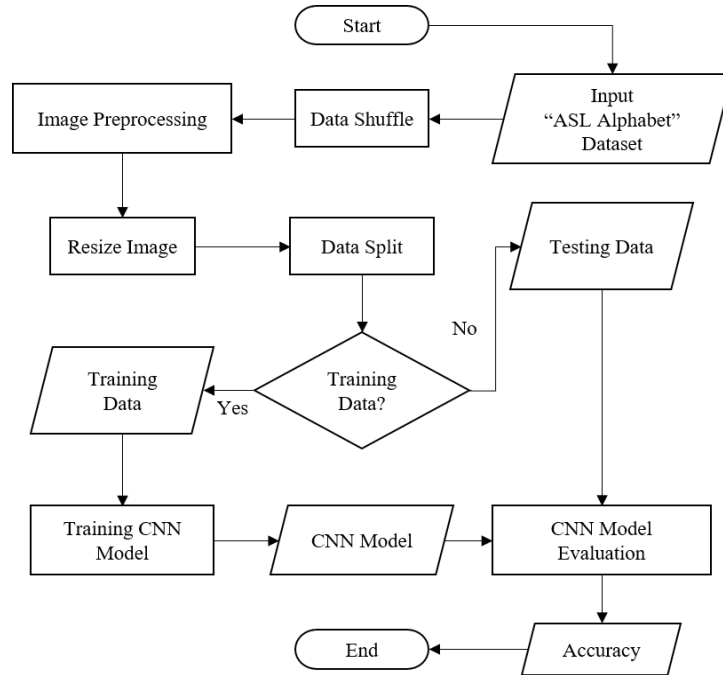 Start
Input
“ASL Alphabet”
Dataset
Data Shuffle
Image Preprocessing
Resize Image
Data Split
Training
Data?
No
Testing Data
Yes
Training
Data
Training CNN
Model
CNN Model
CNN Model
Evaluation
Accuracy
End